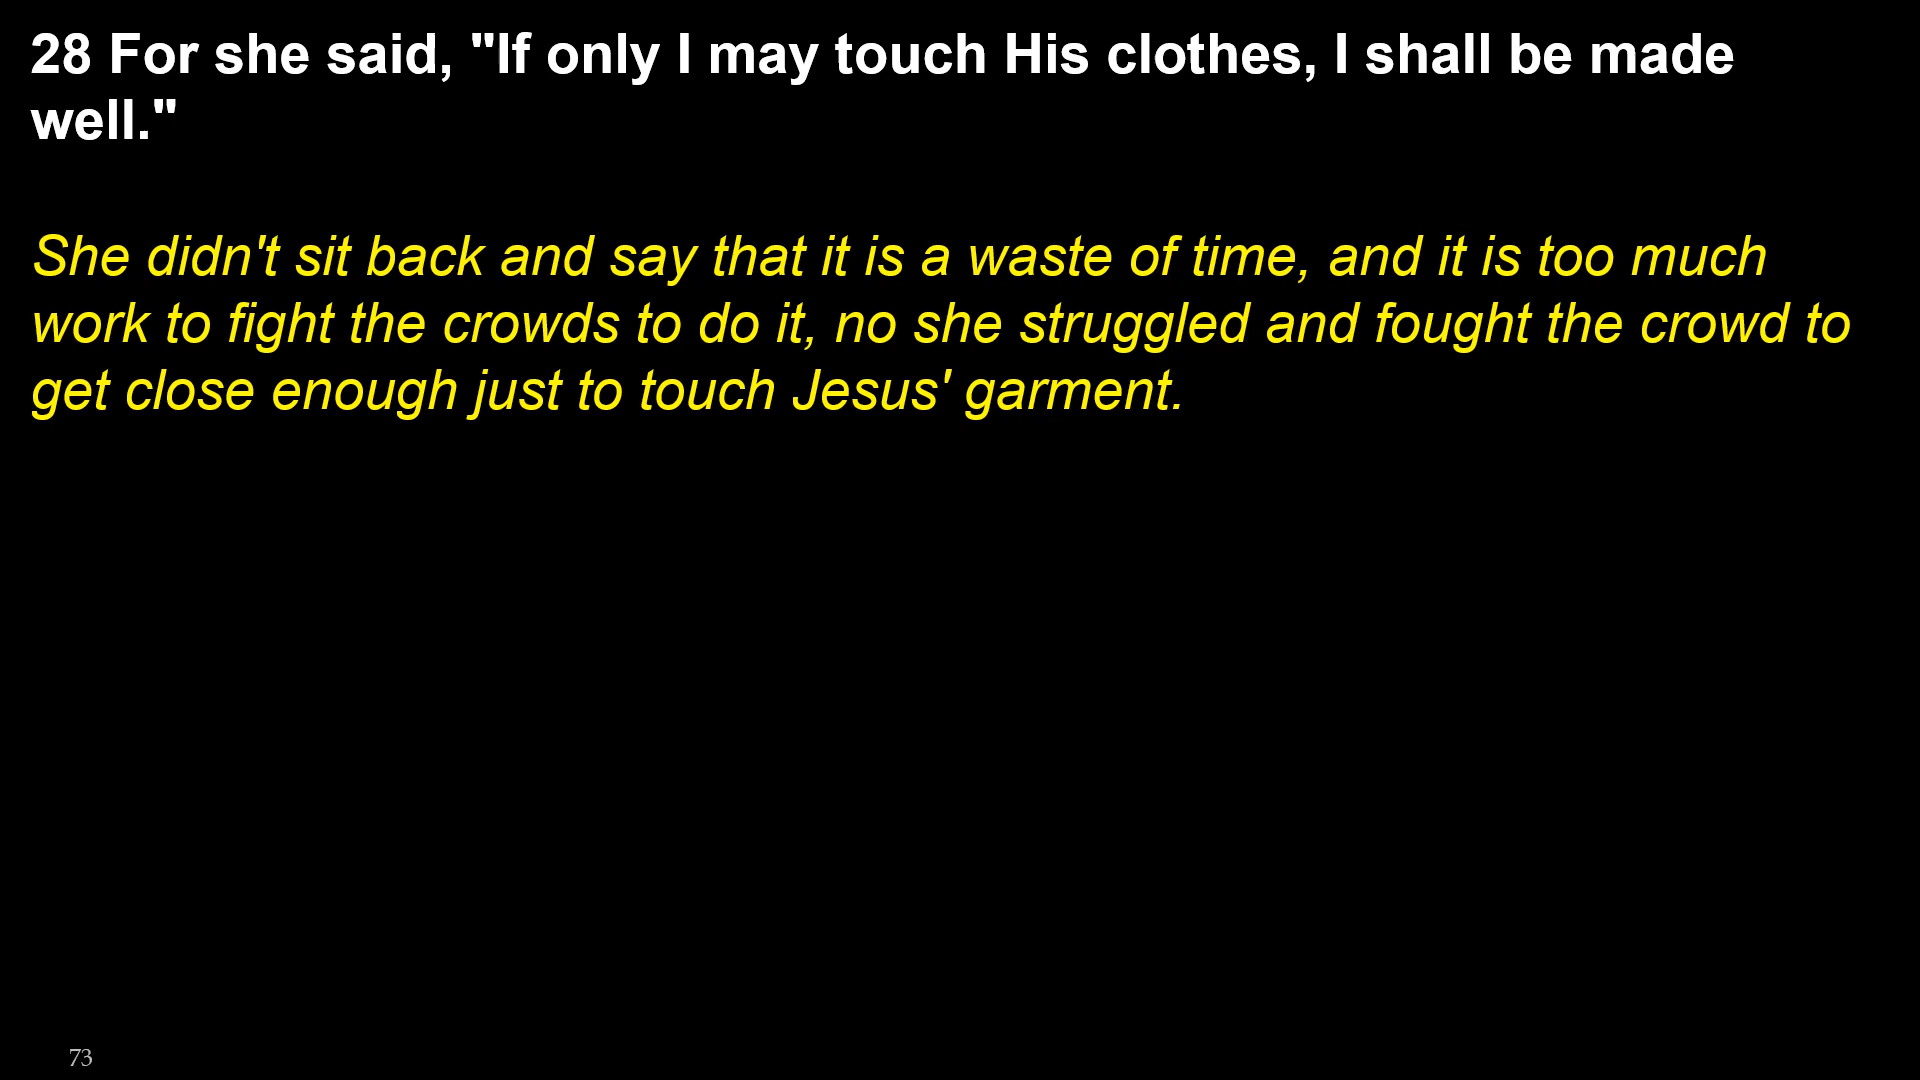 28 For she said, "If only I may touch His clothes, I shall be made
well."
She didn't sit back and say that it is a waste of time, and it is too much
work to fight the crowds to do it, no she struggled and fought the crowd to
get close enough just to touch Jesus' garment.
73